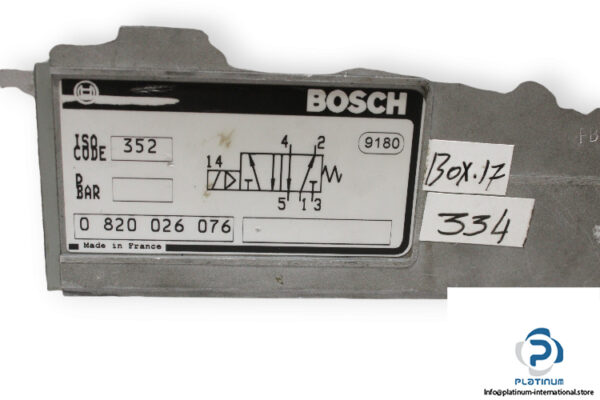 BOSCH
ISO CODE 352
9180
14
4 2
5 1 3
P BAR
0 820 026 076
Made in France
BOX.17
334
PLATINUM
Info@platinum-international.store